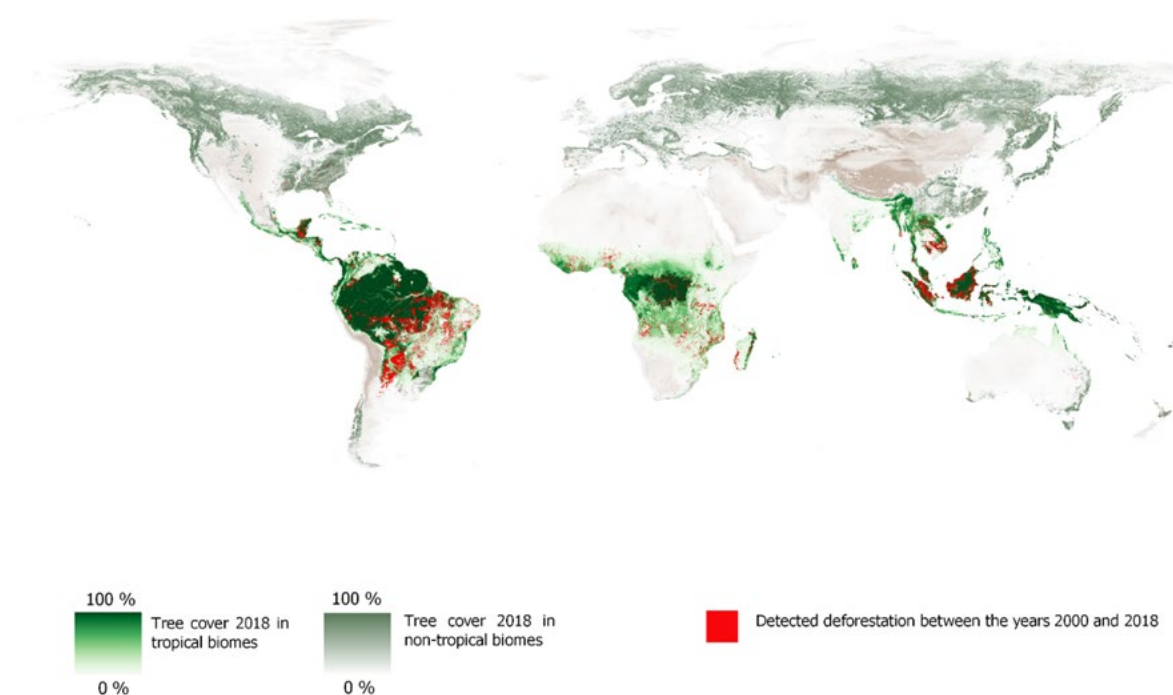 100 %
Tree cover 2018 in
tropical biomes
0 %
100 %
Tree cover 2018 in
non-tropical biomes
0 %
Detected deforestation between the years 2000 and 2018